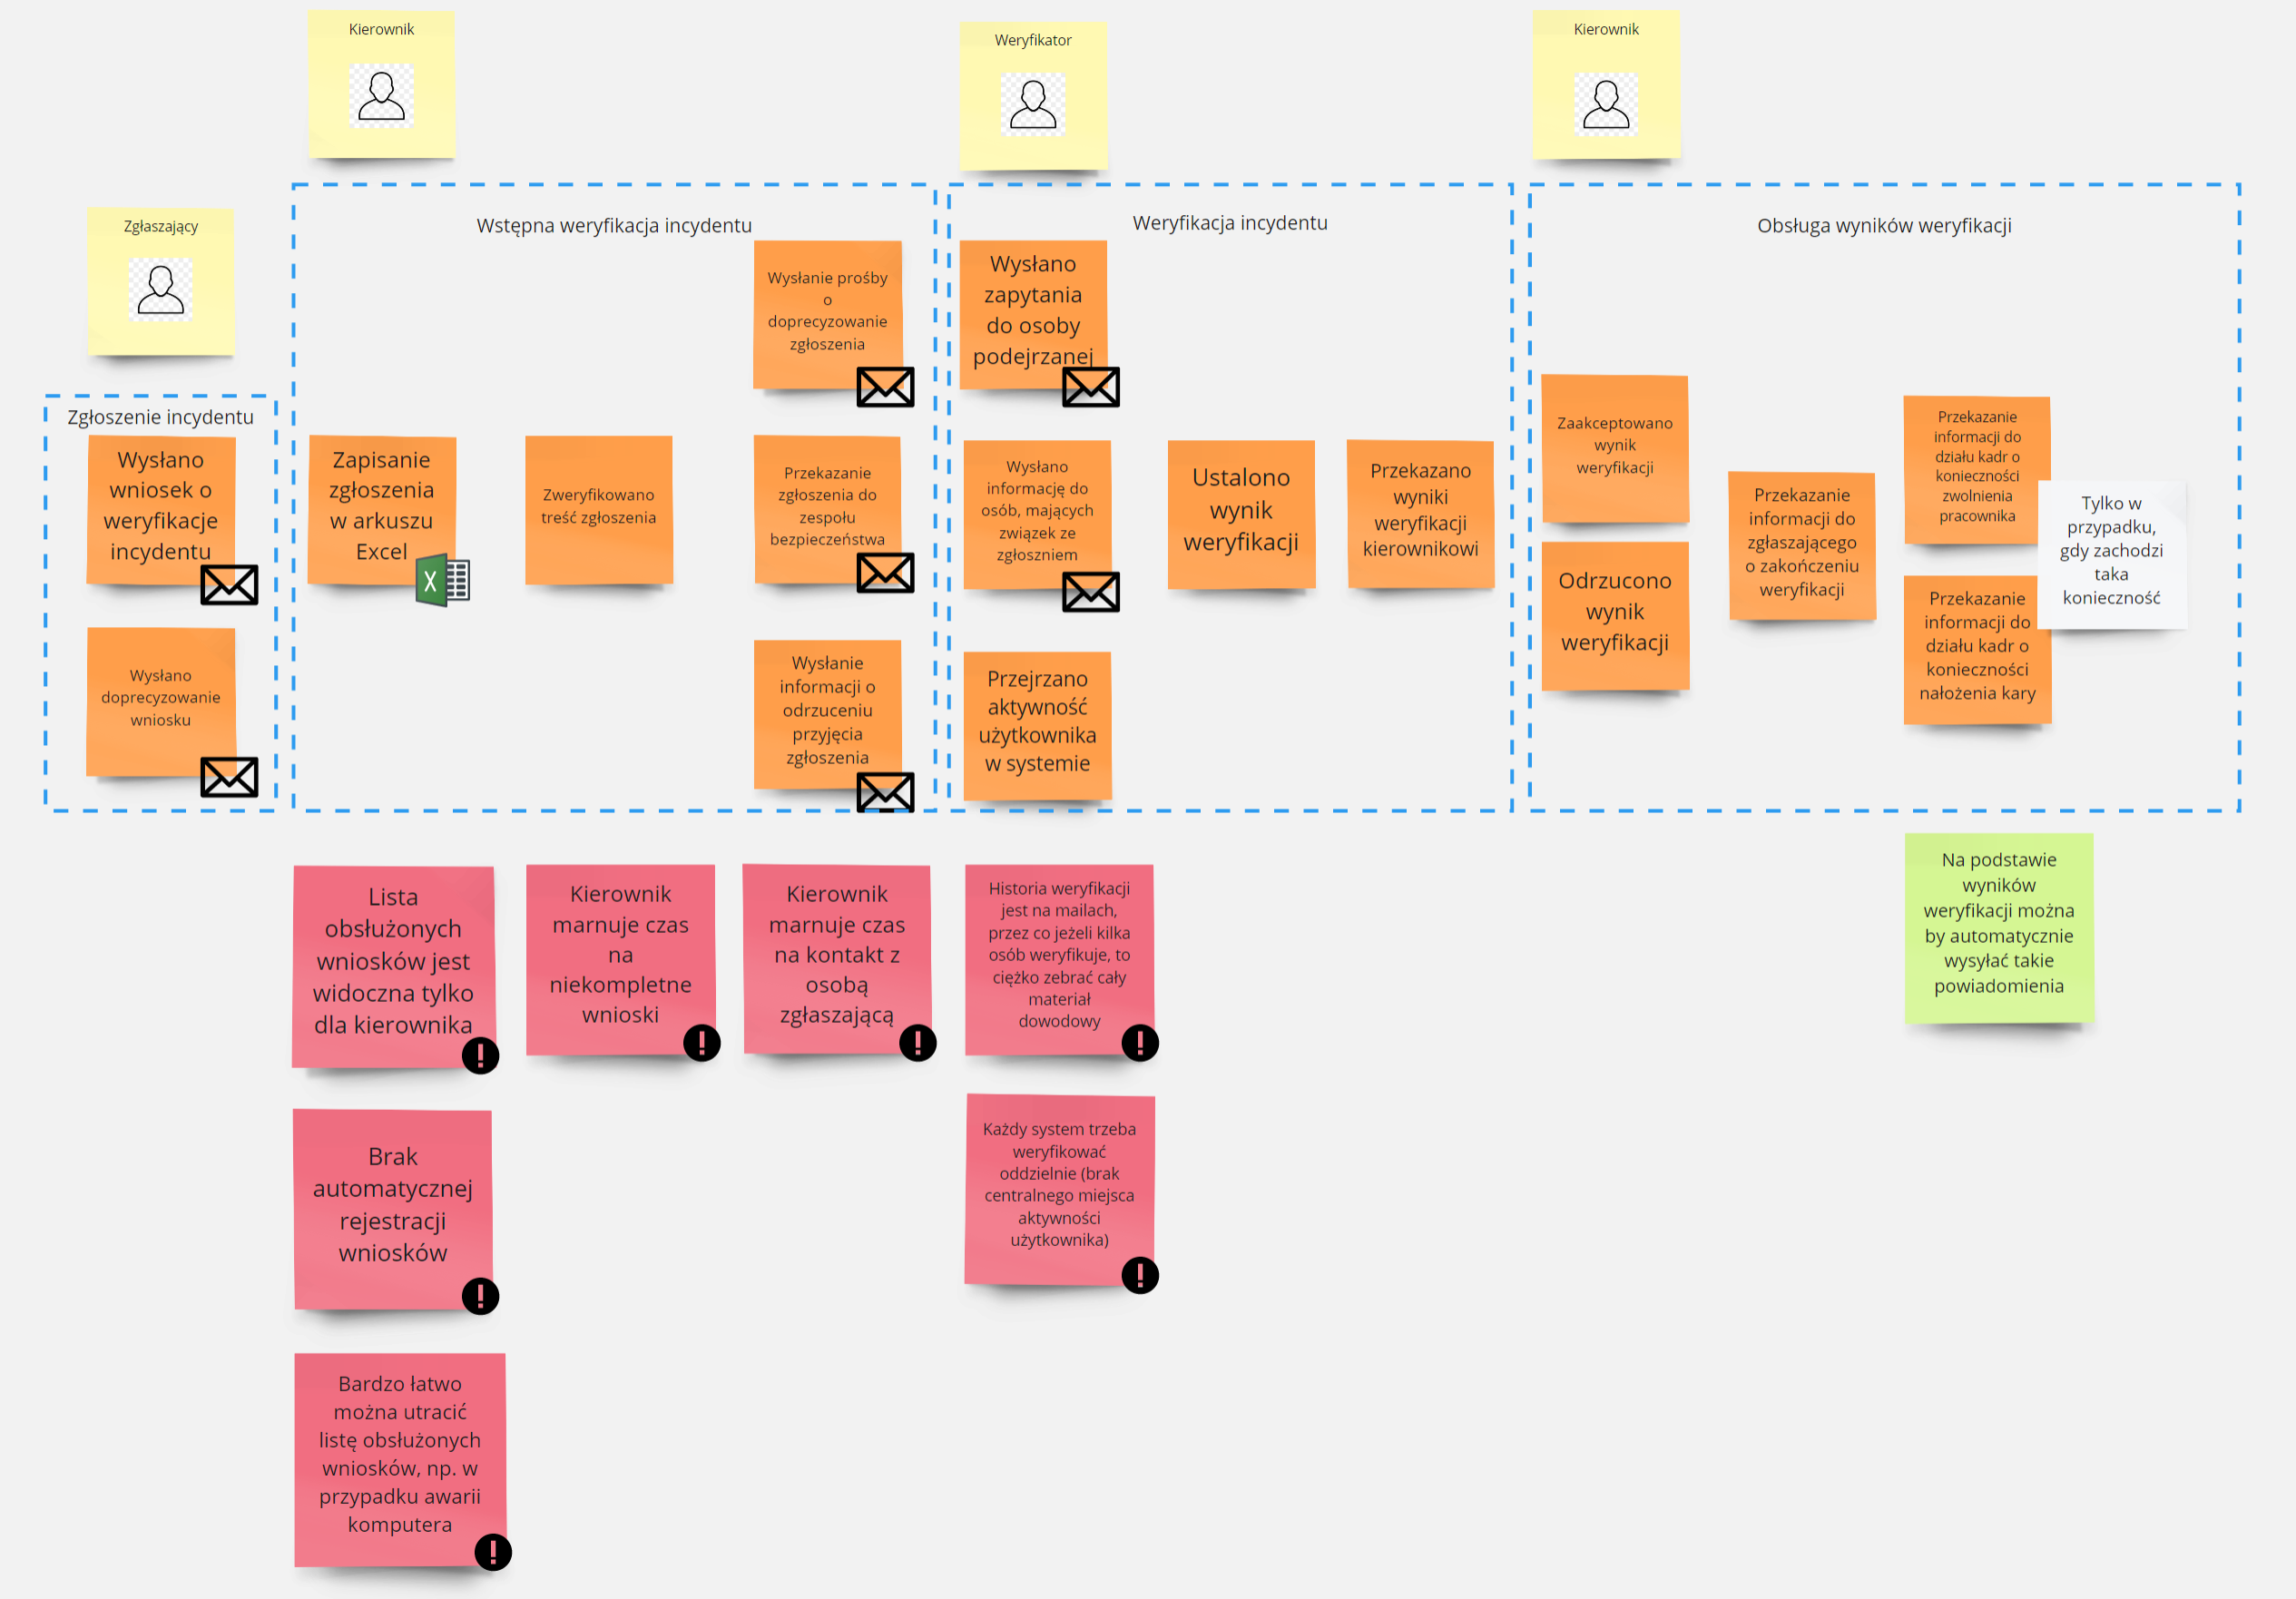 Kierownik
Weryfikator
Kierownik
Zgłaszający
Zgłoszenie incydentu
Wysłano
wniosek o
weryfikacje
incydentu
Wysłano
doprecyzowanie
wniosku
Wstępna weryfikacja incydentu
Zapisanie
zgłoszenia
w arkuszu
Excel
X
Zweryfikowano
treść zgłoszenia
Wysłanie prośby
o
doprecyzowanie
zgłoszenia
Przekazanie
zgłoszenia do
zespołu
bezpieczeństwa
Wysłanie
informacji o
odrzuceniu
przyjęcia
zgłoszenia
Weryfikacja incydentu
Wysłano
zapytania
do osoby
podejrzanej
Wysłano
informację do
osób, mających
związek ze
zgłoszniem
Przejrzano
aktywność
użytkownika
w systemie
Ustalono
wynik
weryfikacji
Przekazano
wyniki
weryfikacji
kierownikowi
Obsługa wyników weryfikacji
Zaakceptowano
wynik
weryfikacji
Odrzucono
wynik
weryfikacji
Przekazanie
informacji do
zgłaszającego
o zakończeniu
weryfikacji
Przekazanie
informacji do
działu kadr o
konieczności
zwolnienia
pracownika
Przekazanie
informacji do
działu kadr o
konieczności
nałożenia kary
Tylko w
przypadku,
gdy zachodzi
taka
konieczność
Lista
obsłużonych
wniosków jest
widoczna tylko
dla kierownika
!
Kierownik
marnuje czas
na
niekompletne
wnioski
!
Kierownik
marnuje czas
na kontakt z
osobą
zgłaszającą
!
Historia weryfikacji
jest na mailach,
przez co jeżeli kilka
osób weryfikuje, to
ciężko zebrać cały
materiał
dowodowy
!
Na podstawie
wyników
weryfikacji można
by automatycznie
wysyłać takie
powiadomienia
Brak
automatycznej
rejestracji
wniosków
!
Każdy system trzeba
weryfikować
oddzielnie (brak
centralnego miejsca
aktywności
użytkownika)
!
Bardzo łatwo
można utracić
listę obsłużonych
wniosków, np. w
przypadku awarii
komputera
!